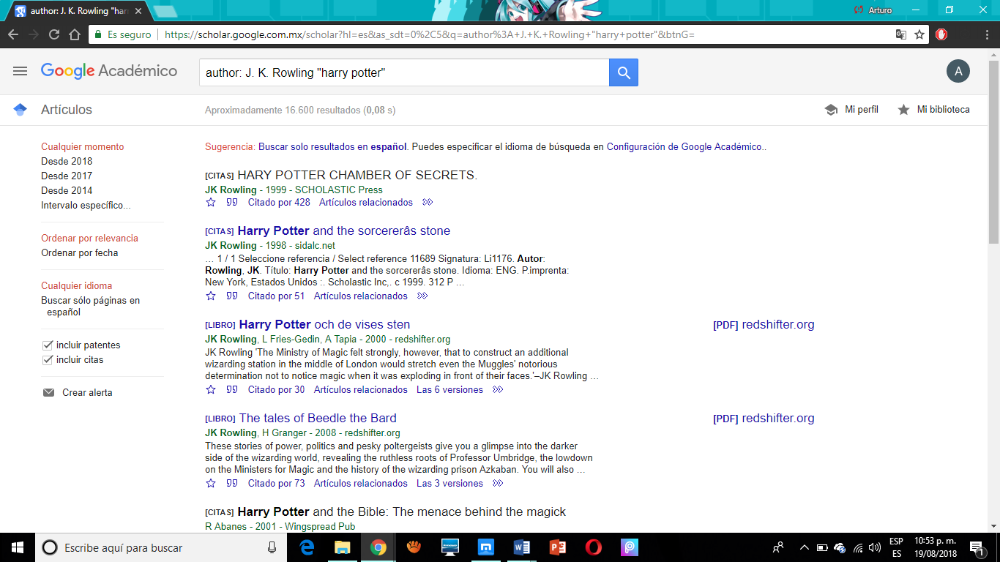 author: J. K. Rowling "har
Arturo
Es seguro
https://scholar.google.com.mx/scholar?hl=es&as_sdt=0%2C5&q=author%3A+J.+K.+Rowling+"harry+potter"&btnG=
Google Académico
author: J. K. Rowling "harry potter"
A
Artículos
Aproximadamente 16.600 resultados (0,08 s)
Mi perfil
Mi biblioteca
Cualquier momento
Desde 2018
Desde 2017
Desde 2014
Intervalo específico...
Ordenar por relevancia
Ordenar por fecha
Cualquier idioma
Buscar sólo páginas en
español
incluir patentes
incluir citas
Crear alerta
Sugerencia: Buscar solo resultados en español. Puedes especificar el idioma de búsqueda en Configuración de Google Académico..
[CITAS] HARY POTTER CHAMBER OF SECRETS.
JK Rowling - 1999 - SCHOLASTIC Press
Citado por 428 Artículos relacionados
[CITAS] Harry Potter and the sorcererâs stone
JK Rowling - 1998 - sidalc.net
… 1 / 1 Seleccione referencia / Select reference 11689 Signatura: Li1176. Autor:
Rowling, JK. Título: Harry Potter and the sorcererâs stone. Idioma: ENG. P.imprenta:
New York, Estados Unidos :. Scholastic Inc,. c 1999. 312 P …
Citado por 51 Artículos relacionados
[LIBRO] Harry Potter och de vises sten
[PDF] redshifter.org
JK Rowling, L Fries-Gedin, A Tapia - 2000 - redshifter.org
JK Rowling 'The Ministry of Magic felt strongly, however, that to construct an additional
wizarding station in the middle of London would stretch even the Muggles' notorious
determination not to notice magic when it was exploding in front of their faces.'–JK Rowling …
Citado por 30 Artículos relacionados Las 6 versiones
[LIBRO] The tales of Beedle the Bard
[PDF] redshifter.org
JK Rowling, H Granger - 2008 - redshifter.org
These stories of power, politics and pesky poltergeists give you a glimpse into the darker
side of the wizarding world, revealing the ruthless roots of Professor Umbridge, the lowdown
on the Ministers for Magic and the history of the wizarding prison Azkaban. You will also …
Citado por 73 Artículos relacionados Las 3 versiones
[CITAS] Harry Potter and the Bible: The menace behind the magick
R Abanes - 2001 - Wingspread Pub
Escribe aquí para buscar
ESP
ES
10:53 p. m.
19/08/2018
1